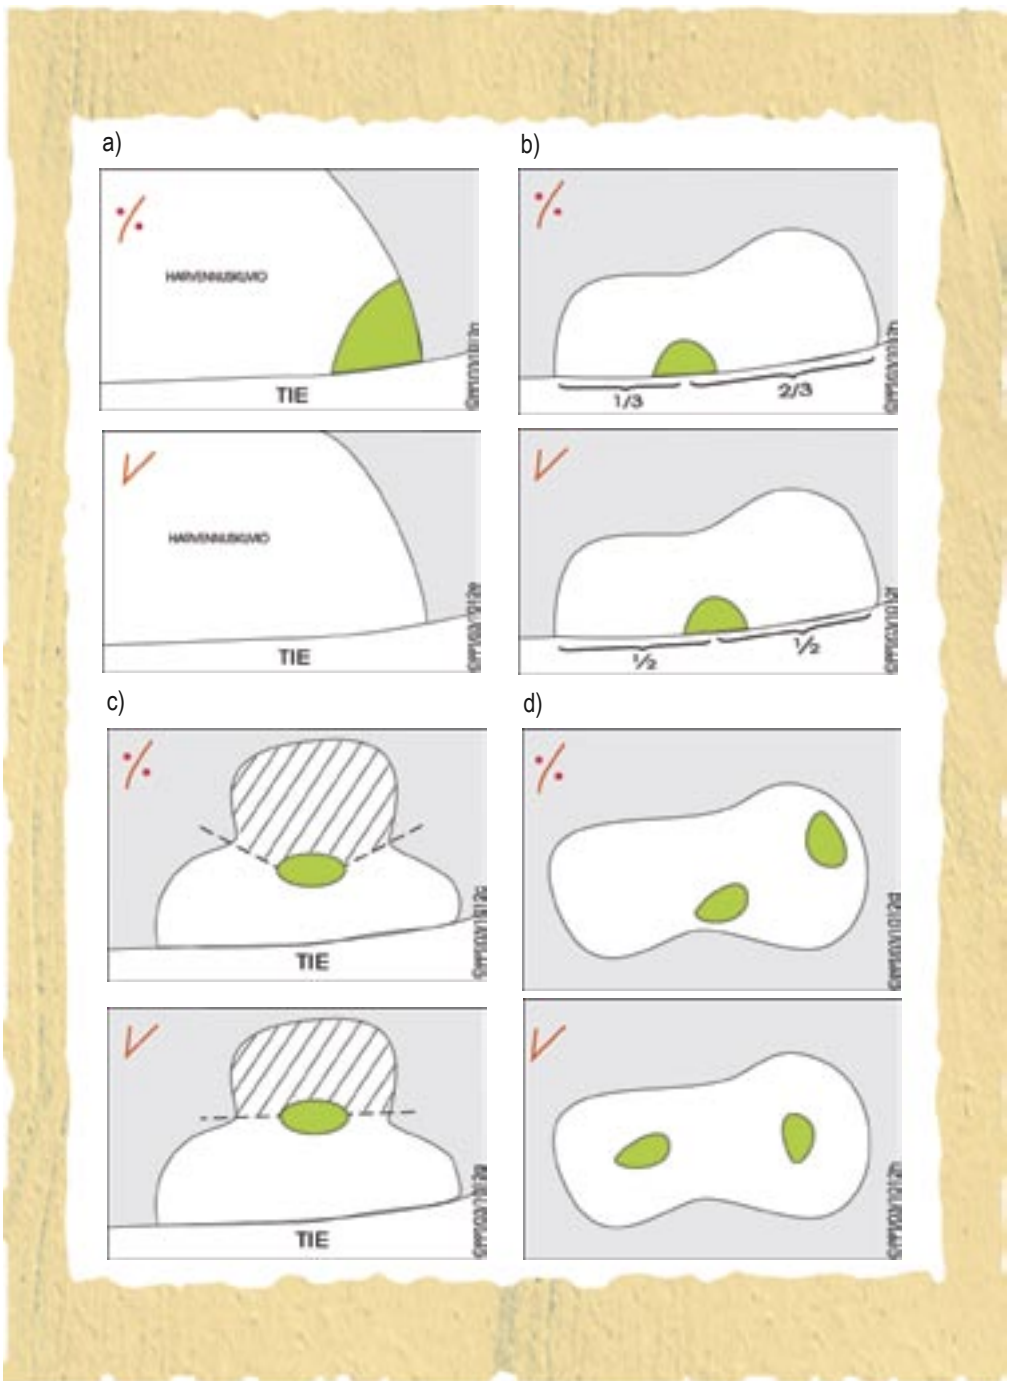 a)
HARVENNUSKUVIO
TIE
b)
1/3
2/3
HARVENNUSKUVIO
TIE
1/2
1/2
c)
TIE
d)
TIE